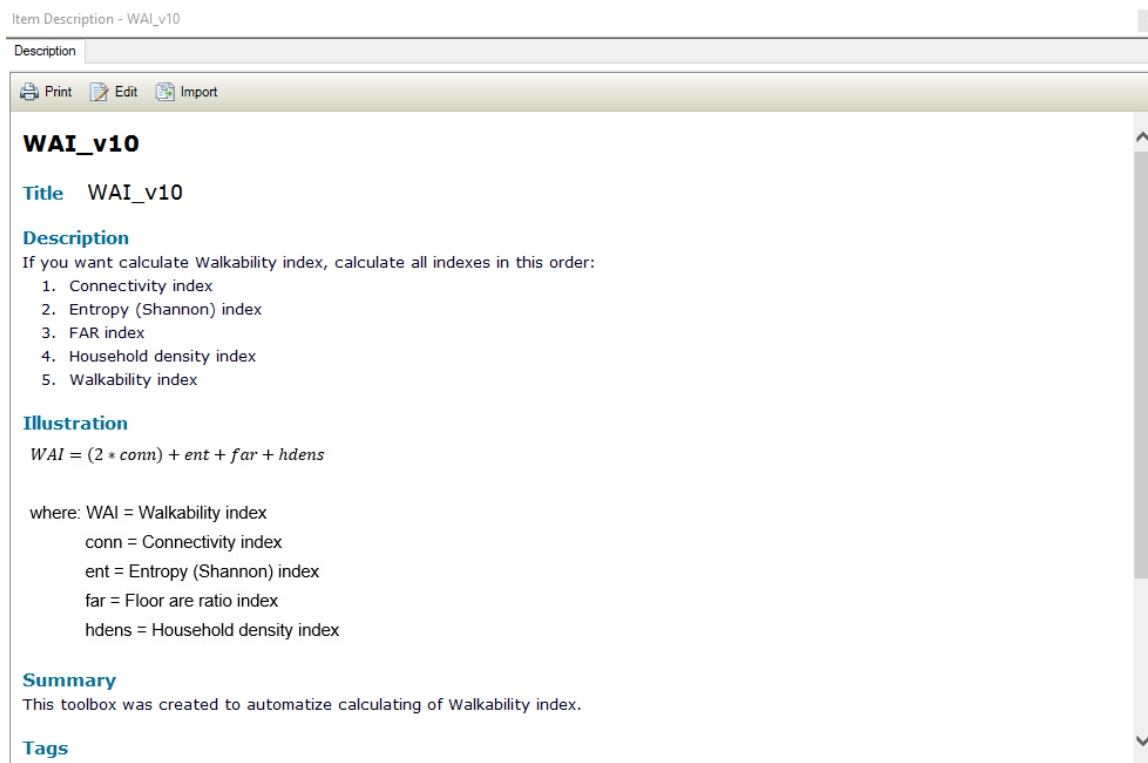 Item Description - WAI_v10
Description
Print Edit Import
WAI_v10
Title WAI_v10
Description
If you want calculate Walkability index, calculate all indexes in this order:
1. Connectivity index
2. Entropy (Shannon) index
3. FAR index
4. Household density index
5. Walkability index
Illustration
WAI = (2 * conn) + ent + far + hdens
where: WAI = Walkability index
conn = Connectivity index
ent = Entropy (Shannon) index
far = Floor are ratio index
hdens = Household density index
Summary
This toolbox was created to automatize calculating of Walkability index.
Tags